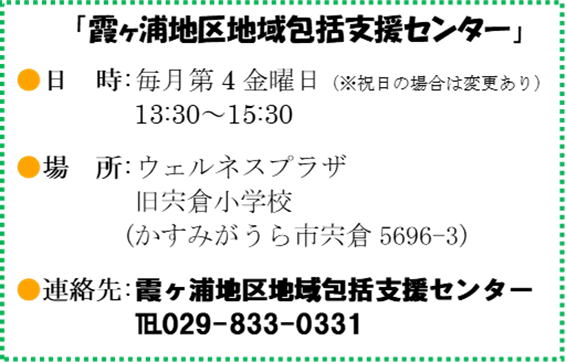 「霞ヶ浦地区地域包括支援センター」
●日　時：毎月第４金曜日（※祝日の場合は変更あり）
13:30～15:30
●場　所：ウェルネスプラザ
旧宍倉小学校
(かすみがうら市宍倉 5696-3)
●連絡先：霞ヶ浦地区地域包括支援センター
℡029-833-0331